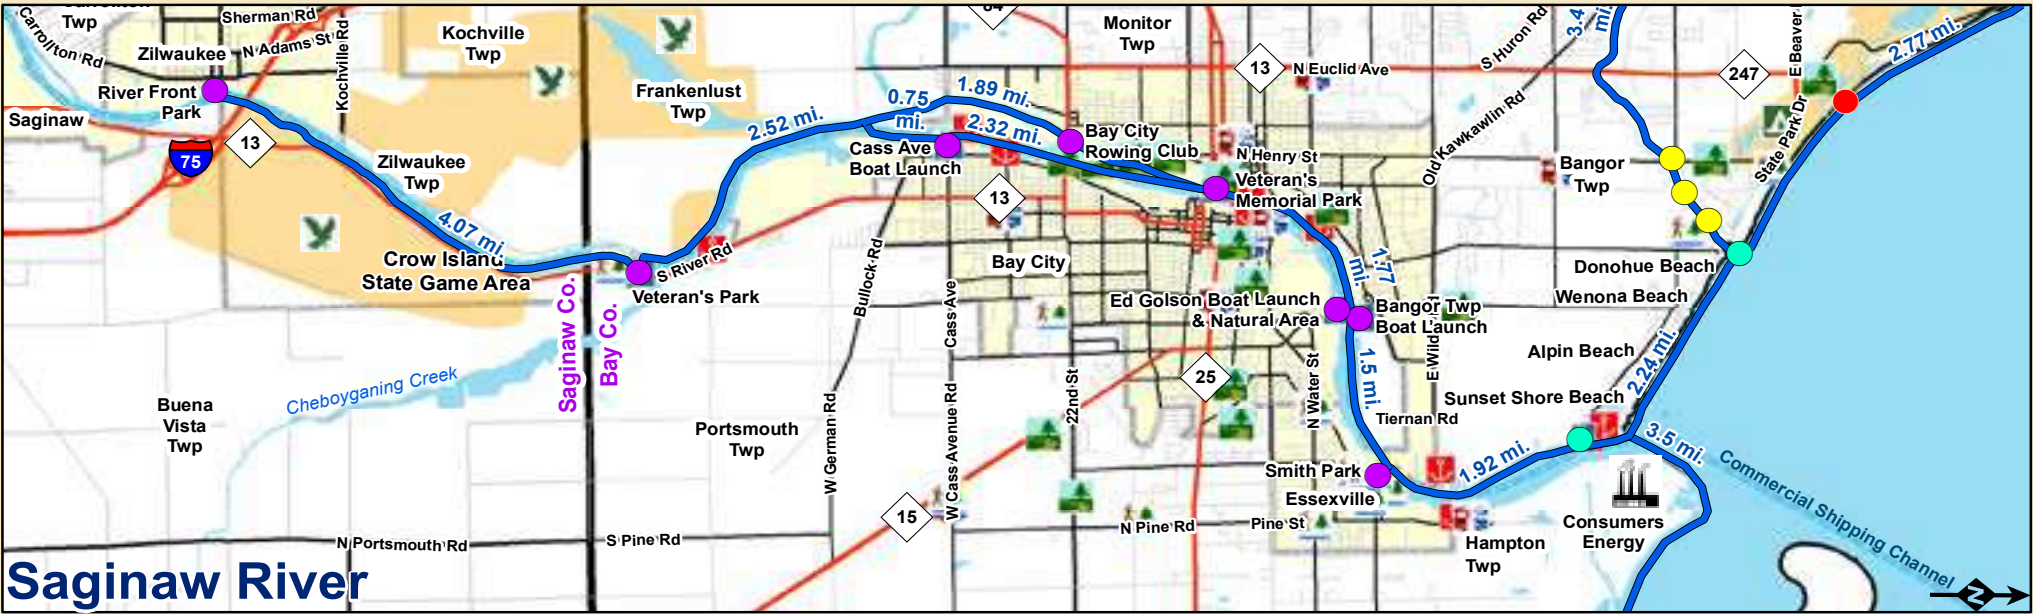 Twp
Carrollton Rd
Sherman Rd
Zilwaukee
N Adams St
Kochville Rd
Kochville
Twp
River Front
Park
Saginaw
13
75
Zilwaukee
Twp
4.07 mi.
Crow Island
State Game Area
Frankenlust
Twp
2.52 mi.
0.75
mi.
1.89 mi.
2.32 mi.
Cass Ave
Boat Launch
Bay City
Rowing Club
84
Monitor
Twp
13
N Euclid Ave
S Huron Rd
3.4
mi.
247
E Beaver
2.77 mi.
State Park Dr
Old Kawkawlin Rd
Bangor
Twp
N Henry St
Veteran's
Memorial Park
13
S River Rd
Veteran's Park
Saginaw Co.
Bay Co.
Bullock Rd
Cass Ave
Bay City
1.77
mi.
Ed Golson Boat Launch
& Natural Area
Bangor Twp
Boat Launch
E Wild
Donohue Beach
Wenona Beach
Alpin Beach
2.24 mi.
Sunset Shore Beach
Cheboyganing Creek
Buena
Vista
Twp
Portsmouth
Twp
W German Rd
W Cass Avenue Rd
22nd St
25
N Water St
1.5 mi.
Tiernan Rd
Smith Park
Essexville
1.92 mi.
3.5 mi.
Commercial Shipping Channel
Consumers
Energy
Hampton
Twp
15
N Pine Rd
Pine St
N Portsmouth Rd
S Pine Rd
Saginaw River
N